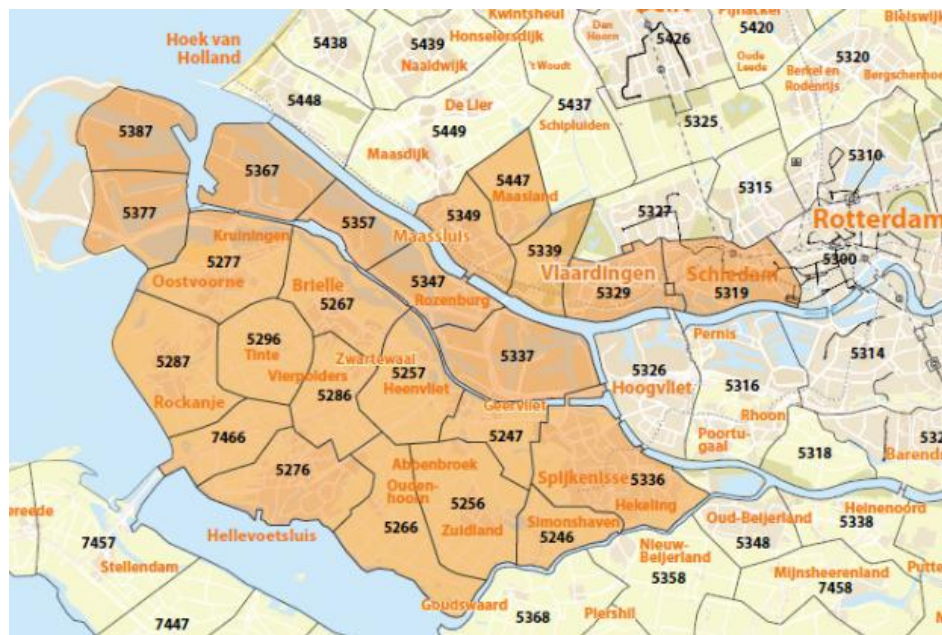 Kwintsheul
Pijnacker
Bleiswijk
Hoek van
Holland
5438
5439
Honselersdijk
Naaldwijk
Dan
Hoorn
5426
5420
Oude
Leede
5320
Berkel en
Rodenrijs
't Woudt
5448
De Lier
5437
Schipluiden
5449
5325
Maasdijk
5387
5367
5447
Maasland
5315
5310
5377
5357
5349
Maassluis
5327
Rotterdam
Kruiningen
5339
5300
5277
Oostvoorne
Brielle
5267
5347
Rozenburg
Vlaardingen
5329
Schiedam
5319
5296
Tinte
Zwartewaal
5257
Heenvliet
5337
Pernis
5287
Vierpolders
5286
5326
Hoogvliet
5316
5314
Rockanje
Geervliet
Rhoon
7466
5247
Poortu-
gaal
5318
5276
Abbenbroek
Ouden-
hoorn
Spijkenisse
5336
Hekeling
5256
Zuidland
Simonshaven
5246
Hellevoetsluis
5266
Oud-Beijerland
5348
Heinenoord
5338
7457
Stellendam
Nieuw-
Beijerland
5358
Mijnsheerenland
7458
Goudswaard
5368
Piershil
7447